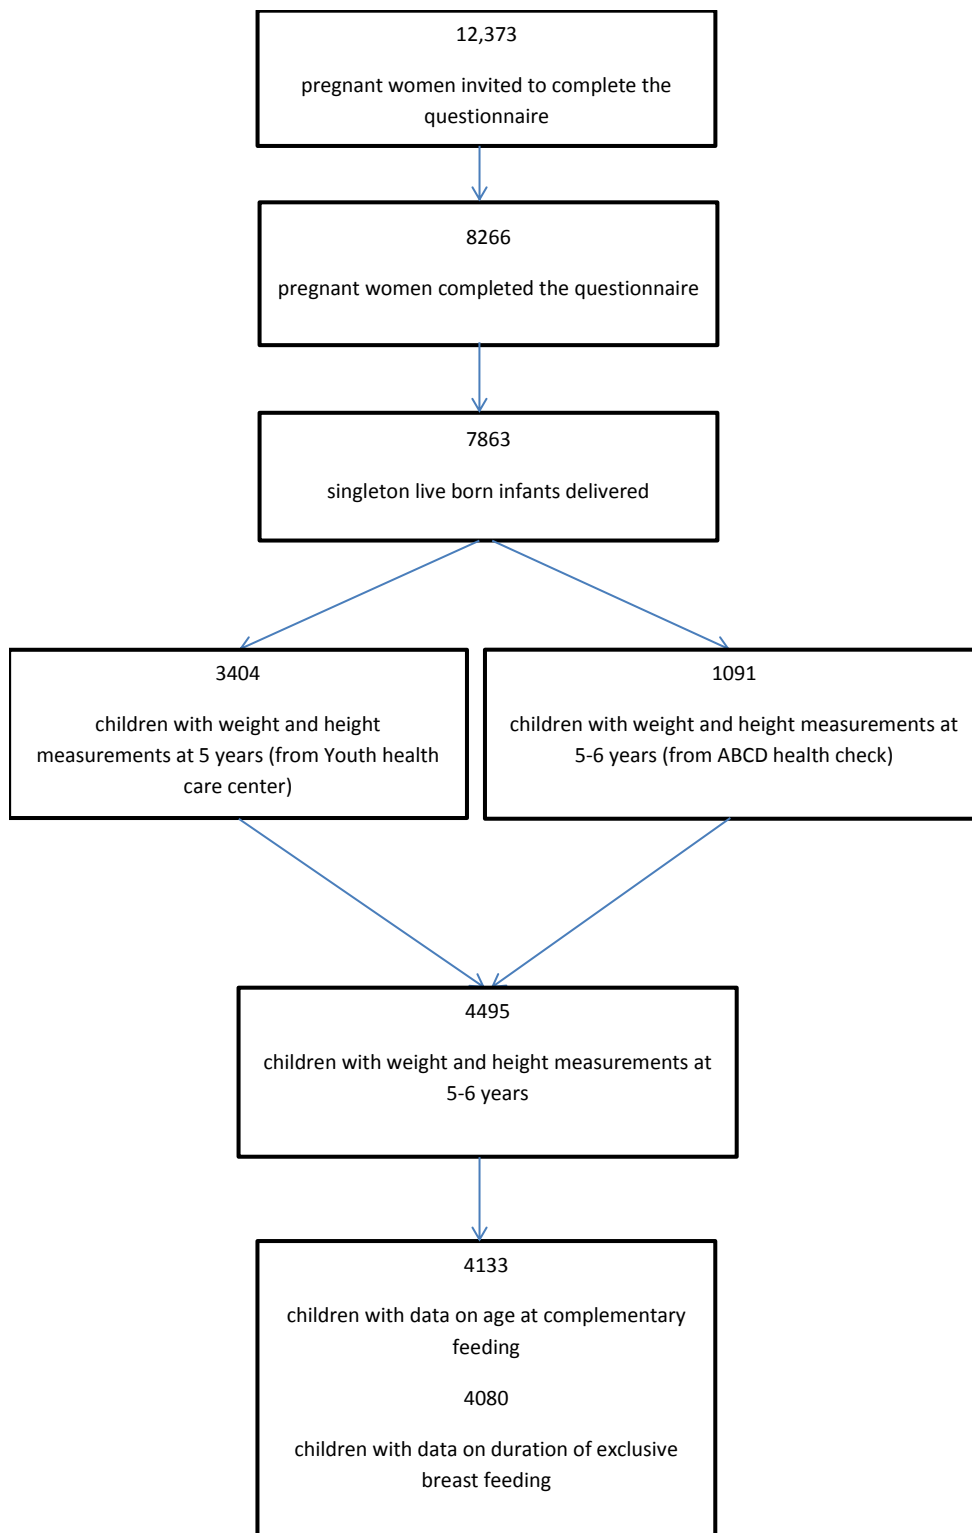 12,373
pregnant women invited to complete the
questionnaire
8266
pregnant women completed the questionnaire
7863
singleton live born infants delivered
3404
children with weight and height
measurements at 5 years (from Youth health
care center)
1091
children with weight and height measurements at
5-6 years (from ABCD health check)
4495
children with weight and height measurements at
5-6 years
4133
children with data on age at complementary
feeding
4080
children with data on duration of exclusive
breast feeding